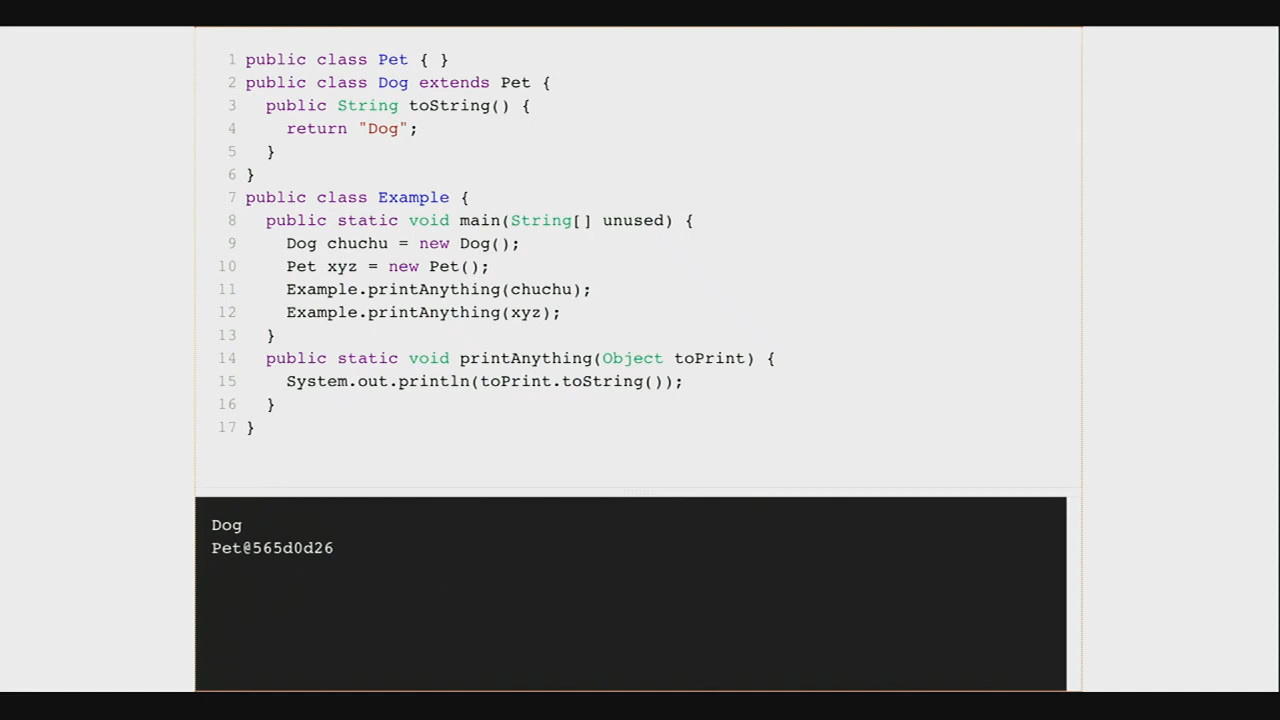 1 public class Pet { }
2 public class Dog extends Pet {
3   public String toString() {
4     return "Dog";
5   }
6 }
7 public class Example {
8   public static void main(String[] unused) {
9     Dog chuchu = new Dog();
10     Pet xyz = new Pet();
11     Example.printAnything(chuchu);
12     Example.printAnything(xyz);
13   }
14   public static void printAnything(Object toPrint) {
15     System.out.println(toPrint.toString());
16   }
17 }
Dog
Pet@565d0d26